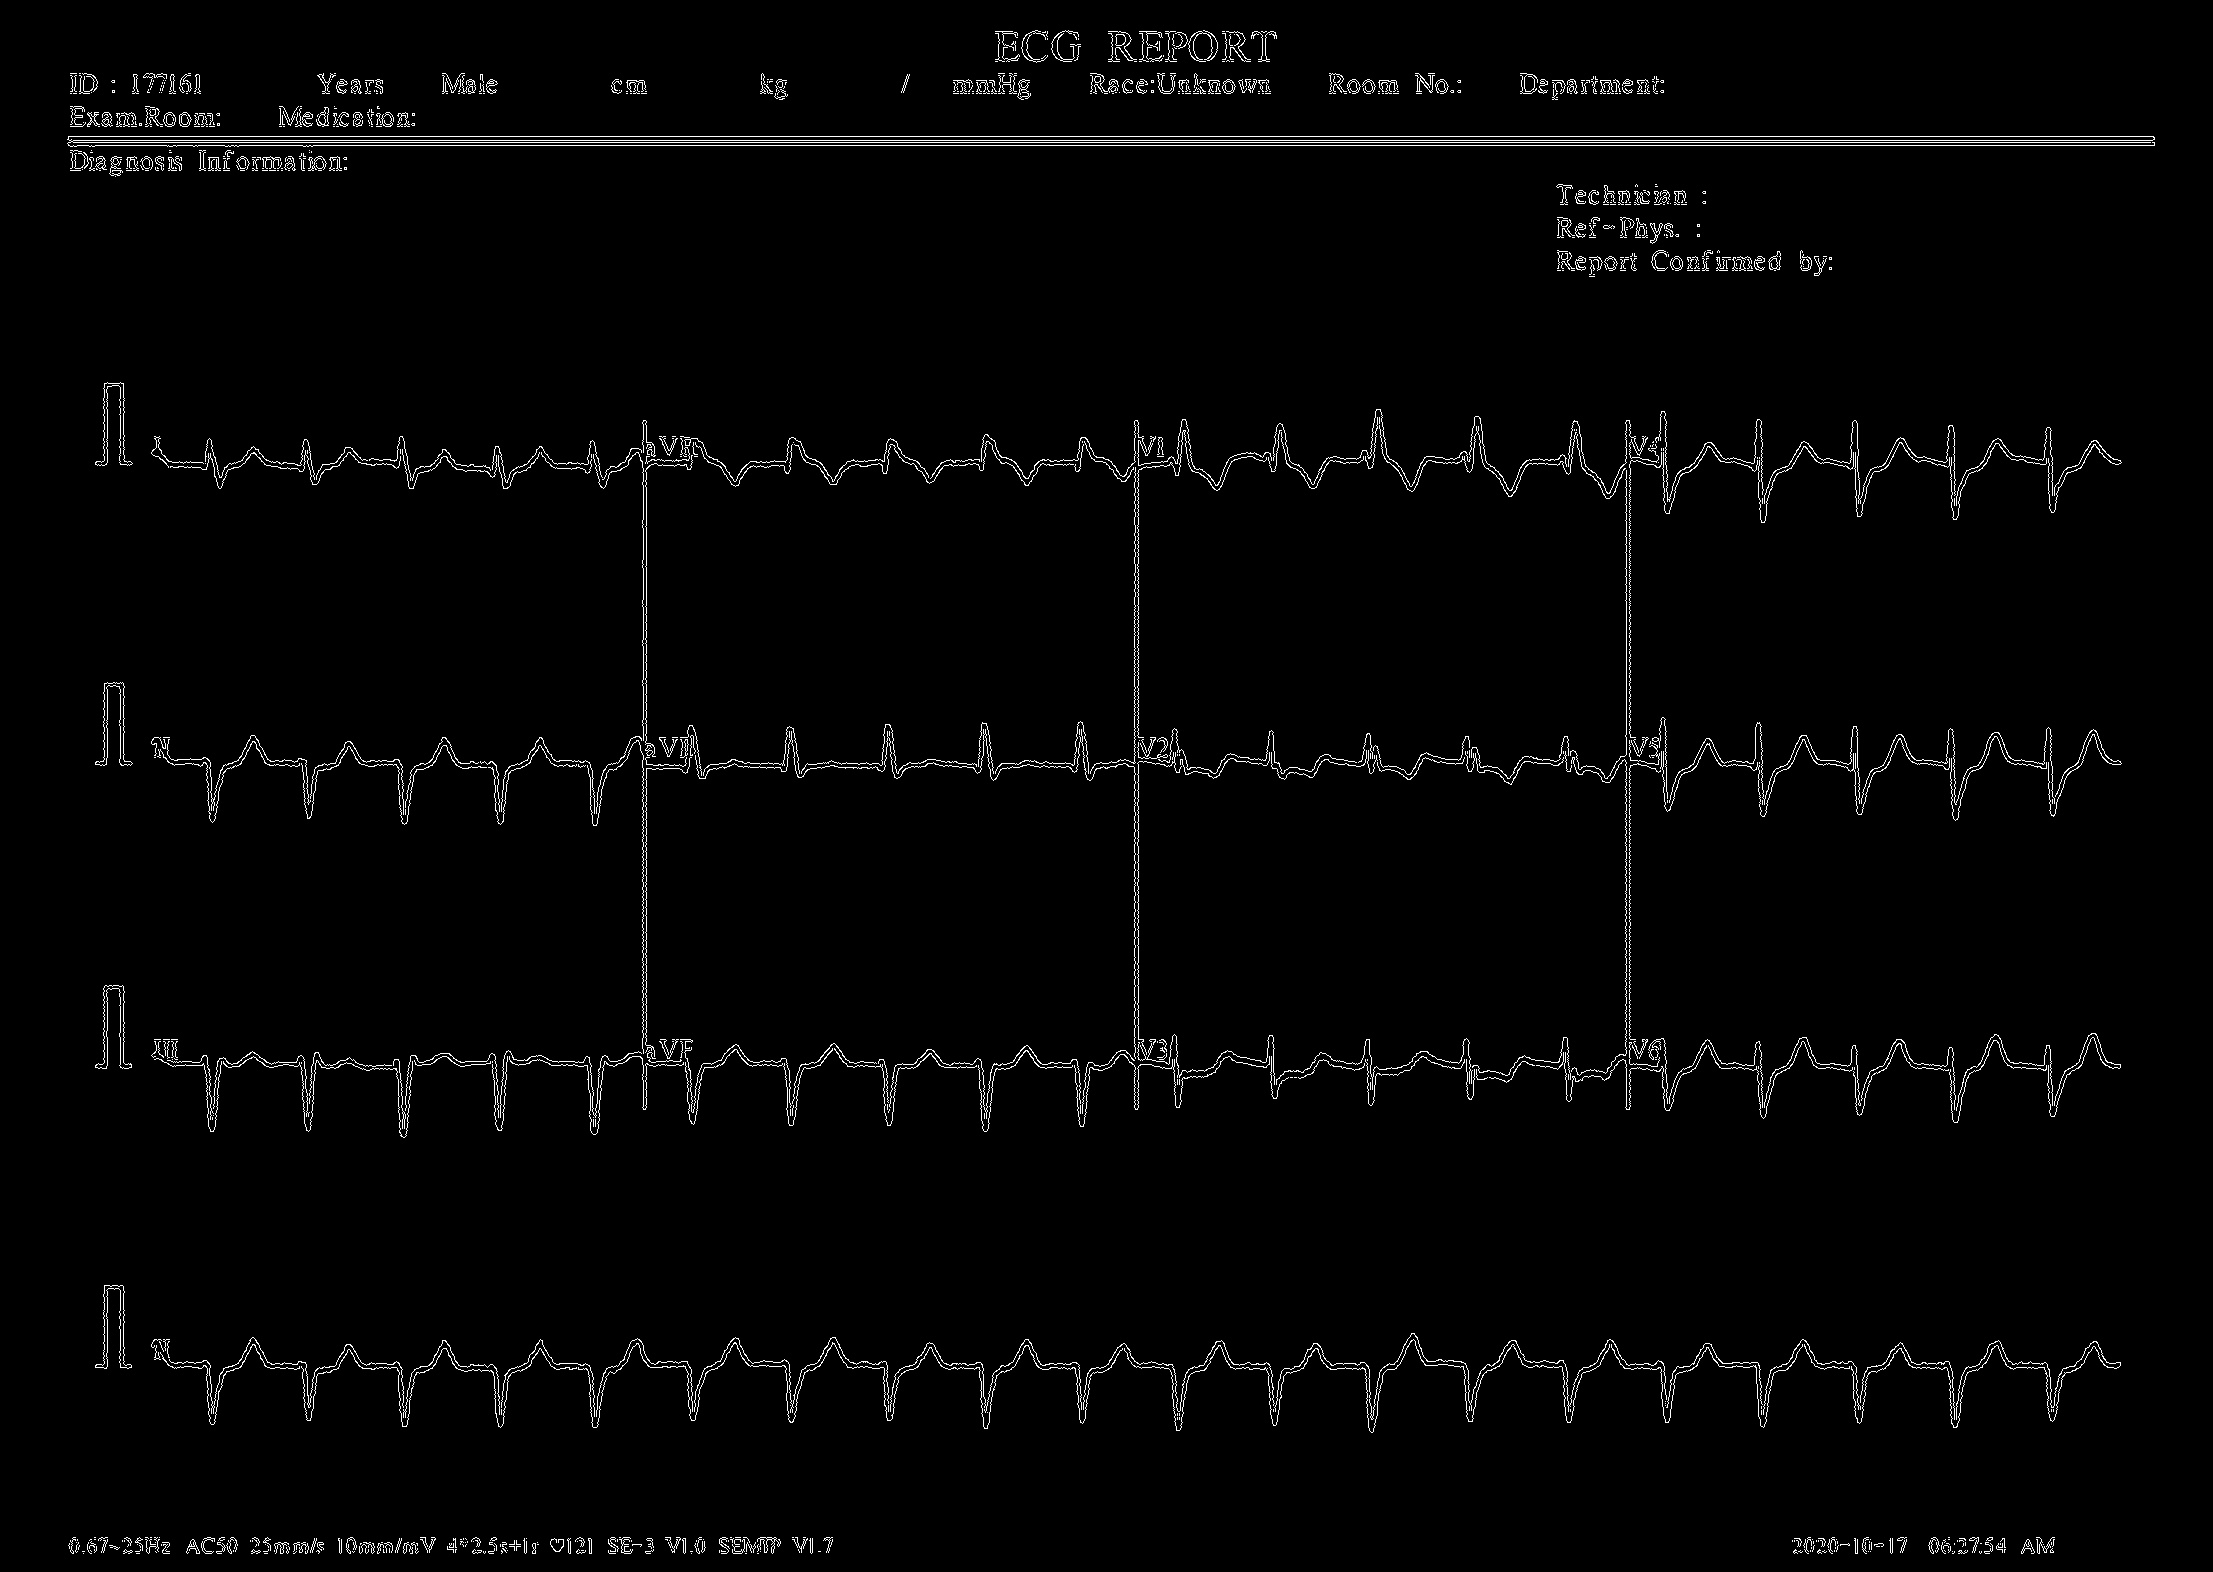 ECG REPORT
ID : 177161 Years Male cm kg / mmHg Race:Unknown Room No.: Department:
Exam.Room: Medication:
Diagnosis Information:
Technician :
Ref-Phys. :
Report Confirmed by:
I aVR V1 V4
II aVL V2 V5
III aVF V3 V6
II
0.67~25Hz AC50 25mm/s 10mm/mV 4*2.5s+1r ♡121 SE-3 V1.0 SEMIP V1.7 2020-10-17 06:27:54 AM